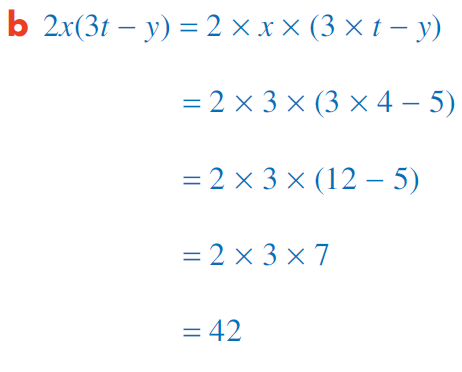 b 2x(3t − y) = 2 × x × (3 × t − y)
= 2 × 3 × (3 × 4 − 5)
= 2 × 3 × (12 − 5)
= 2 × 3 × 7
= 42